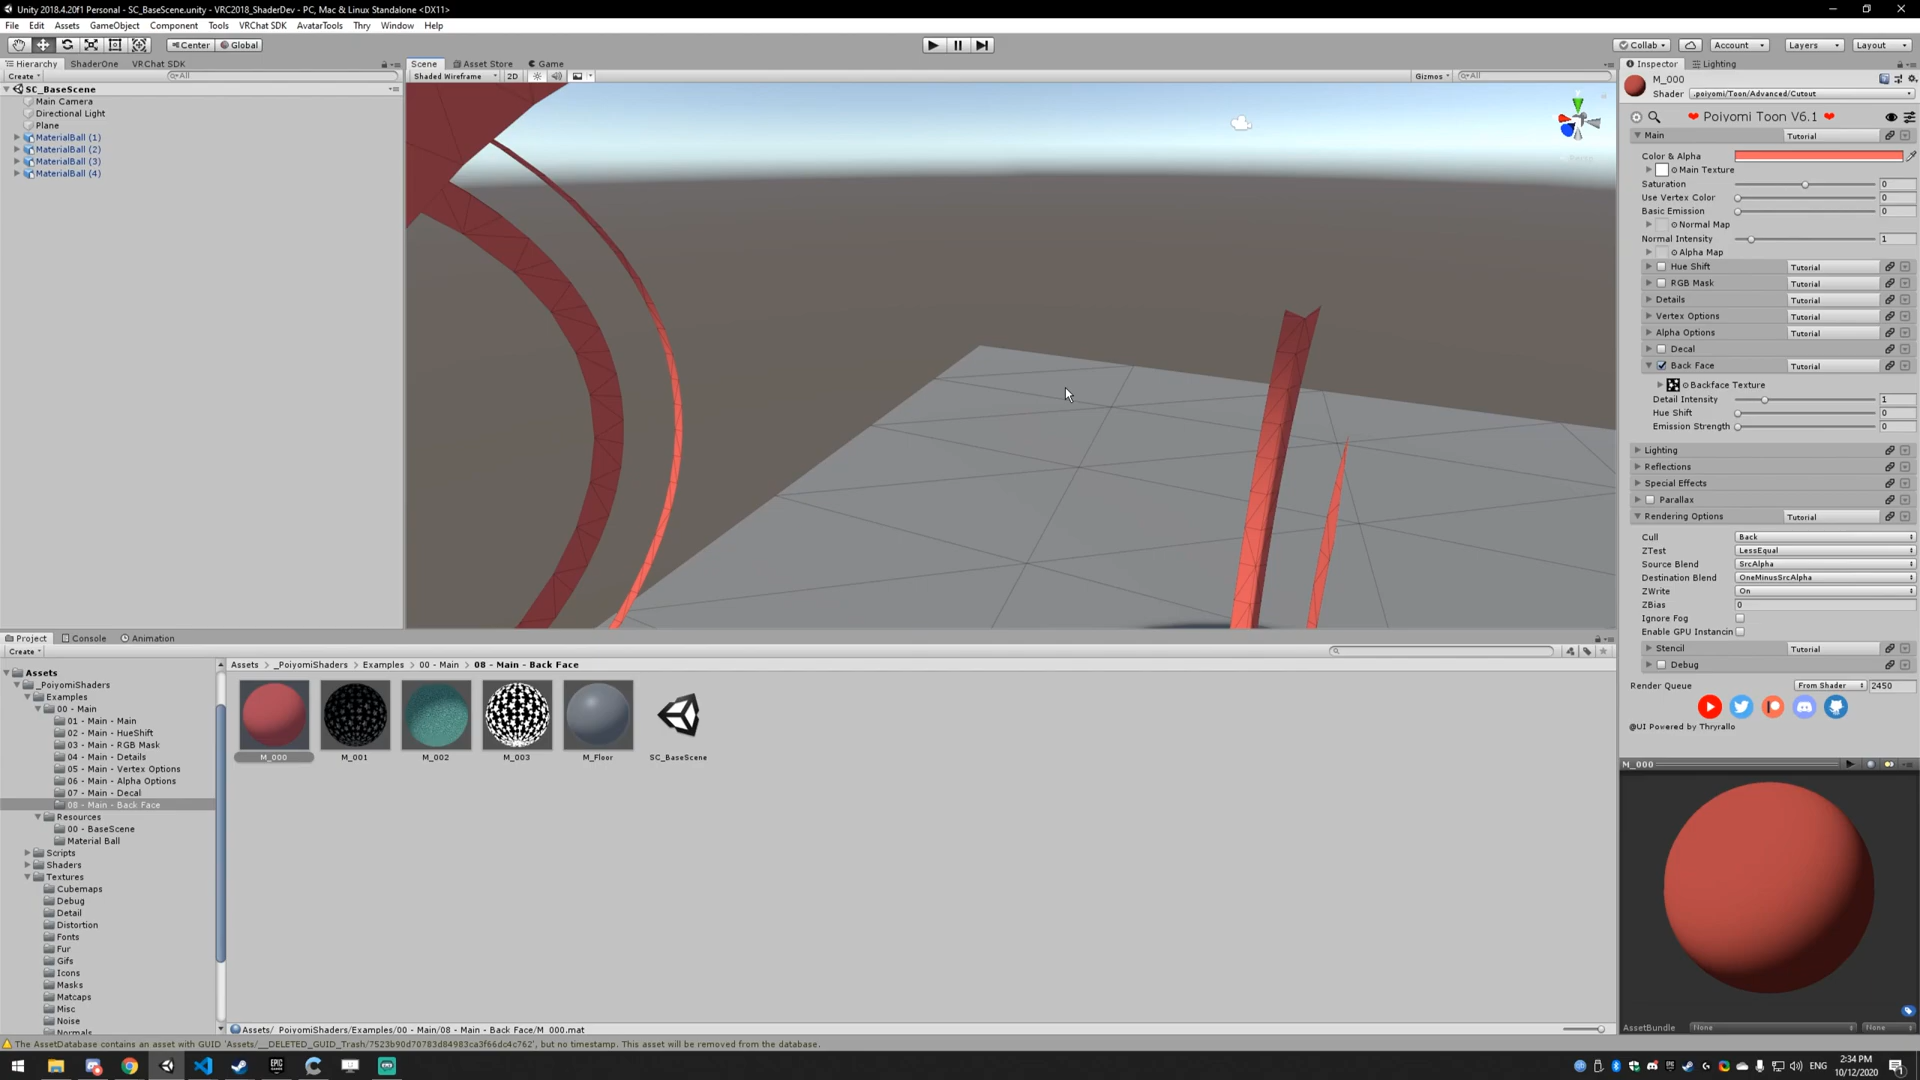 Unity 2018.4.20f1 Personal - SC_BaseScene.unity - VRC2018_ShaderDev - PC, Mac & Linux Standalone <DX11>
File Edit Assets GameObject Component Tools VRChat SDK AvatarTools Thry Window Help
Center Global Collab Account Layers Layout
Hierarchy ShaderOne VRChat SDK
Create All
SC_BaseScene
Main Camera
Directional Light
Plane
MaterialBall (1)
MaterialBall (2)
MaterialBall (3)
MaterialBall (4)
Scene Asset Store Game
Shaded Wireframe 2D Gizmos All
Inspector Lighting
M_000
Shader .poiyomi/Toon/Advanced/Cutout
❤ Poiyomi Toon V6.1 ❤
Main Tutorial
Color & Alpha
Main Texture
Saturation 0
Use Vertex Color 0
Basic Emission 0
Normal Map
Normal Intensity 1
Alpha Map
Hue Shift Tutorial
RGB Mask Tutorial
Details Tutorial
Vertex Options Tutorial
Alpha Options Tutorial
Decal Tutorial
Back Face Tutorial
Backface Texture
Detail Intensity 1
Hue Shift 0
Emission Strength 0
Lighting
Reflections
Special Effects
Parallax
Rendering Options Tutorial
Cull Back
ZTest LessEqual
Source Blend SrcAlpha
Destination Blend OneMinusSrcAlpha
ZWrite On
ZBias 0
Ignore Fog
Enable GPU Instancin
Stencil Tutorial
Debug
Render Queue From Shader 2450
@UI Powered by Thryrallo
M_000
AssetBundle None None
Project Console Animation
Create
Assets
_PoiyomiShaders
Examples
00 - Main
01 - Main - Main
02 - Main - HueShift
03 - Main - RGB Mask
04 - Main - Details
05 - Main - Vertex Options
06 - Main - Alpha Options
07 - Main - Decal
08 - Main - Back Face
Resources
00 - BaseScene
Material Ball
Scripts
Shaders
Textures
Cubemaps
Debug
Detail
Distortion
Fonts
Fur
Gifs
Icons
Masks
Matcaps
Misc
Noise
Normals
Assets > _PoiyomiShaders > Examples > 00 - Main > 08 - Main - Back Face
M_000 M_001 M_002 M_003 M_Floor SC_BaseScene
Assets/_PoiyomiShaders/Examples/00 - Main/08 - Main - Back Face/M_000.mat
The AssetDatabase contains an asset with GUID 'Assets/__DELETED_GUID_Trash/7523b90d70783d84983ca3f66dc4c762', but no timestamp. This asset will be removed from the database.
ENG
2:34 PM
10/12/2020